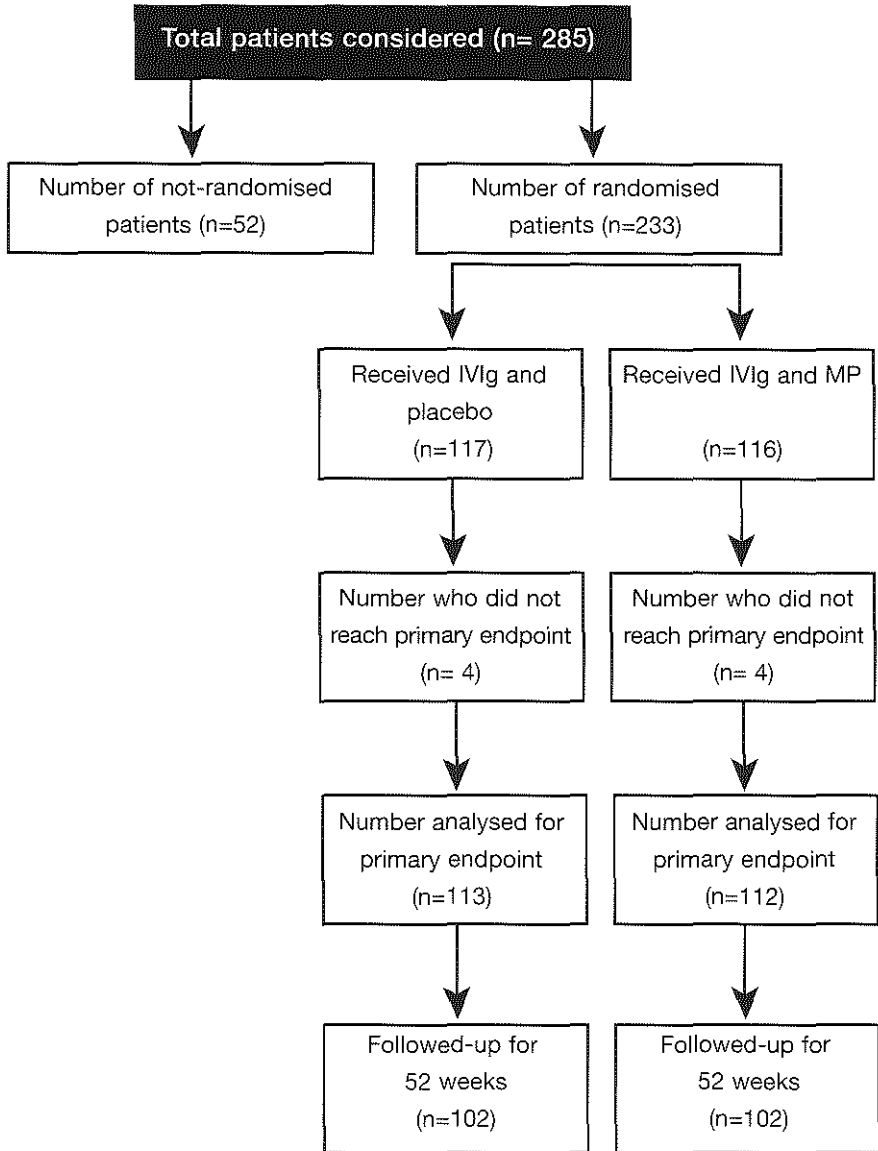 Total patients considered (n= 285)
Number of not-randomised
patients (n=52)
Number of randomised
patients (n=233)
Received IVIg and
placebo
(n=117)
Received IVIg and MP
(n=116)
Number who did not
reach primary endpoint
(n= 4)
Number who did not
reach primary endpoint
(n= 4)
Number analysed for
primary endpoint
(n=113)
Number analysed for
primary endpoint
(n=112)
Followed-up for
52 weeks
(n=102)
Followed-up for
52 weeks
(n=102)